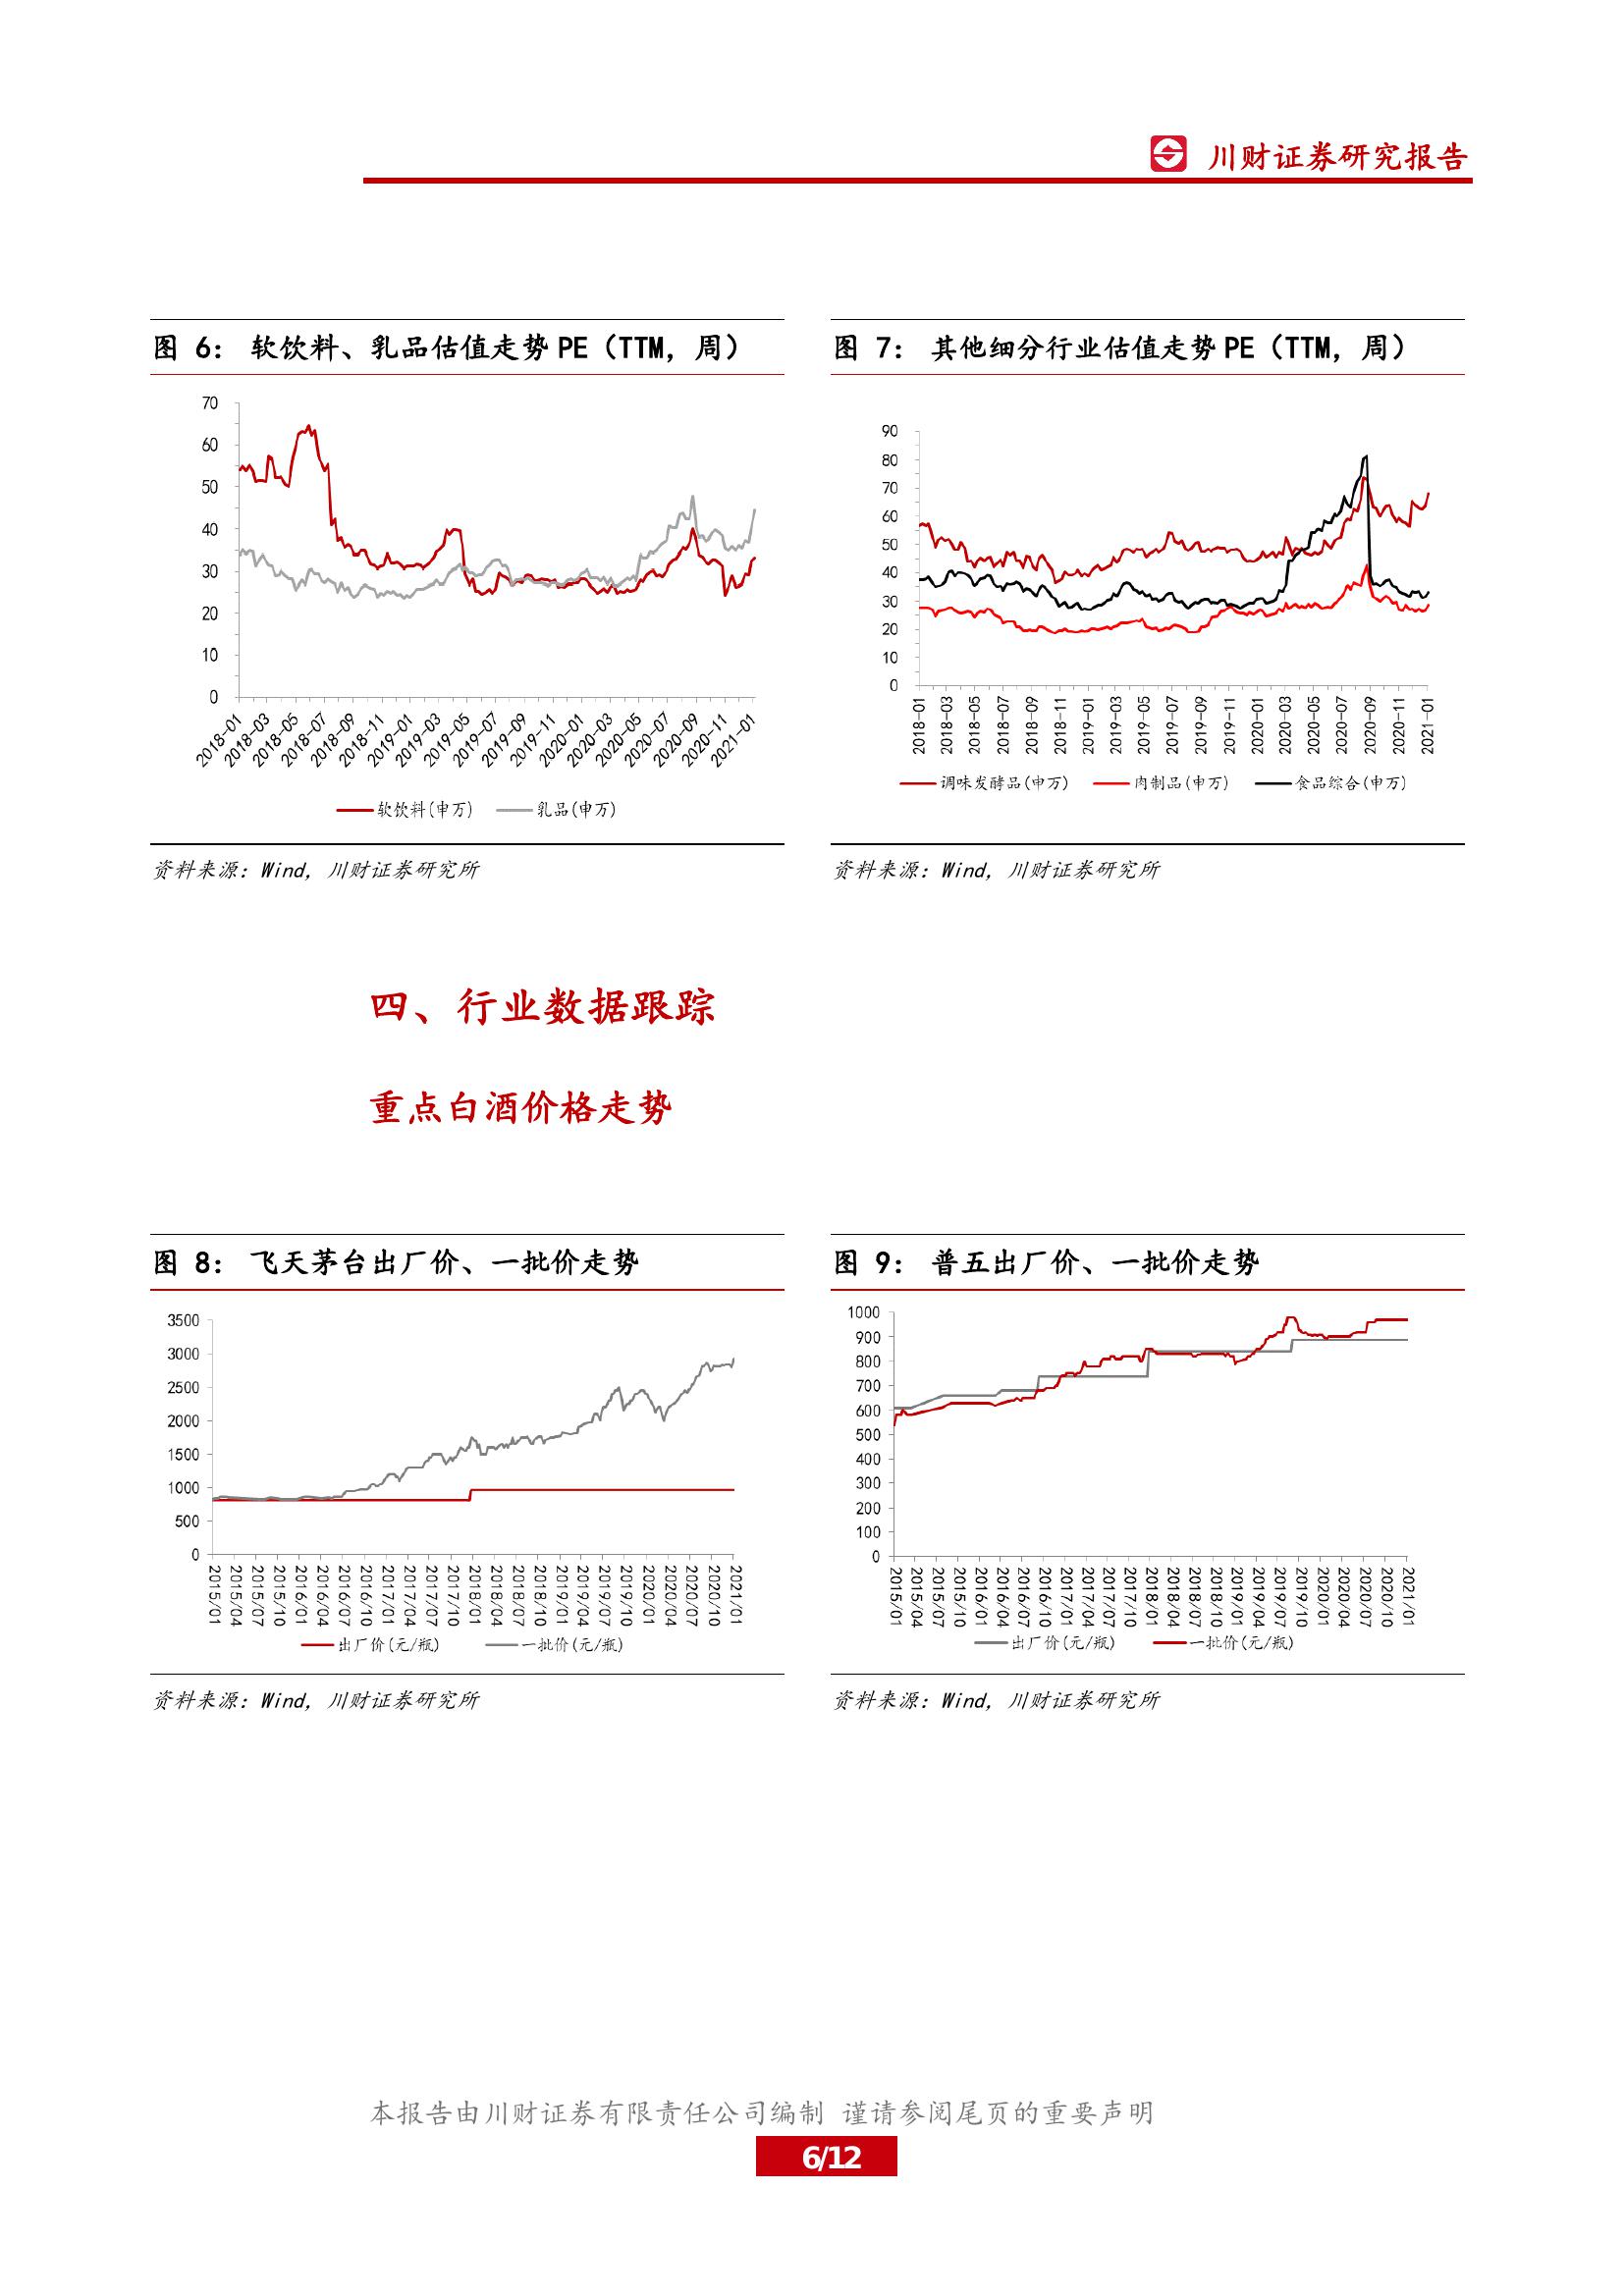 川财证券研究报告
图 6： 软饮料、乳品估值走势 PE（TTM，周）
70
60
50
40
30
20
10
0
2018-01 2018-03 2018-05 2018-07 2018-09 2018-11 2019-01 2019-03 2019-05 2019-07 2019-09 2019-11 2020-01 2020-03 2020-05 2020-07 2020-09 2020-11 2021-01
软饮料(申万) 乳品(申万)
资料来源：Wind，川财证券研究所
图 7： 其他细分行业估值走势 PE（TTM，周）
90
80
70
60
50
40
30
20
10
0
2018-01 2018-03 2018-05 2018-07 2018-09 2018-11 2019-01 2019-03 2019-05 2019-07 2019-09 2019-11 2020-01 2020-03 2020-05 2020-07 2020-09 2020-11 2021-01
调味发酵品(申万) 肉制品(申万) 食品综合(申万)
资料来源：Wind，川财证券研究所
四、行业数据跟踪
重点白酒价格走势
图 8： 飞天茅台出厂价、一批价走势
3500
3000
2500
2000
1500
1000
500
0
2015/01 2015/04 2015/07 2015/10 2016/01 2016/04 2016/07 2016/10 2017/01 2017/04 2017/07 2017/10 2018/01 2018/04 2018/07 2018/10 2019/01 2019/04 2019/07 2019/10 2020/01 2020/04 2020/07 2020/10 2021/01
出厂价(元/瓶) 一批价(元/瓶)
资料来源：Wind，川财证券研究所
图 9： 普五出厂价、一批价走势
1000
900
800
700
600
500
400
300
200
100
0
2015/01 2015/04 2015/07 2015/10 2016/01 2016/04 2016/07 2016/10 2017/01 2017/04 2017/07 2017/10 2018/01 2018/04 2018/07 2018/10 2019/01 2019/04 2019/07 2019/10 2020/01 2020/04 2020/07 2020/10 2021/01
出厂价(元/瓶) 一批价(元/瓶)
资料来源：Wind，川财证券研究所
本报告由川财证券有限责任公司编制 谨请参阅尾页的重要声明
6/12